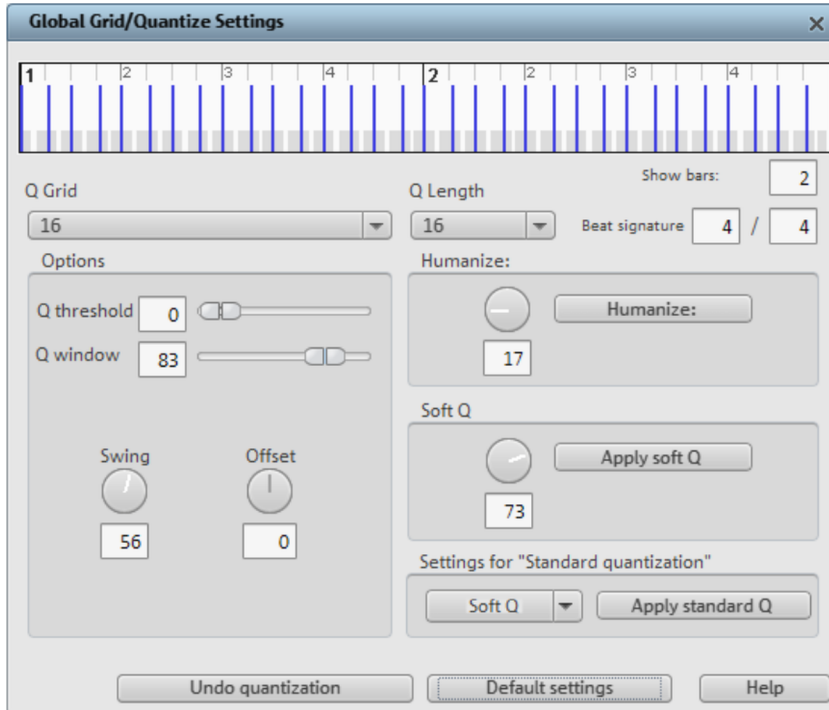 Global Grid/Quantize Settings
1 2 3 4 2 2 3 4
Show bars: 2
Q Grid Q Length
16 16 Beat signature 4 / 4
Options Humanize:
Q threshold 0 Humanize:
Q window 83 17
Soft Q
Swing Offset Apply soft Q
56 0 73
Settings for "Standard quantization"
Soft Q Apply standard Q
Undo quantization Default settings Help